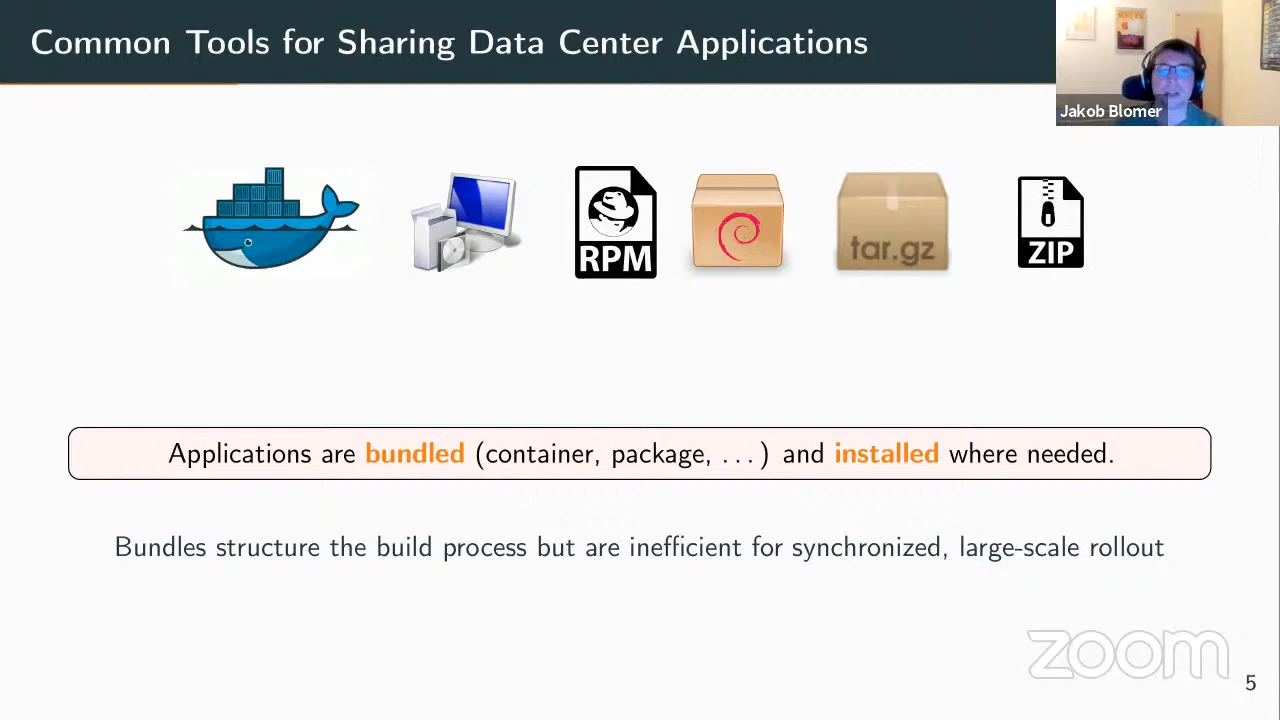 Common Tools for Sharing Data Center Applications
Jakob Blomer
RPM
tar.gz
ZIP
Applications are bundled (container, package, ...) and installed where needed.
Bundles structure the build process but are inefficient for synchronized, large-scale rollout
zoom
5